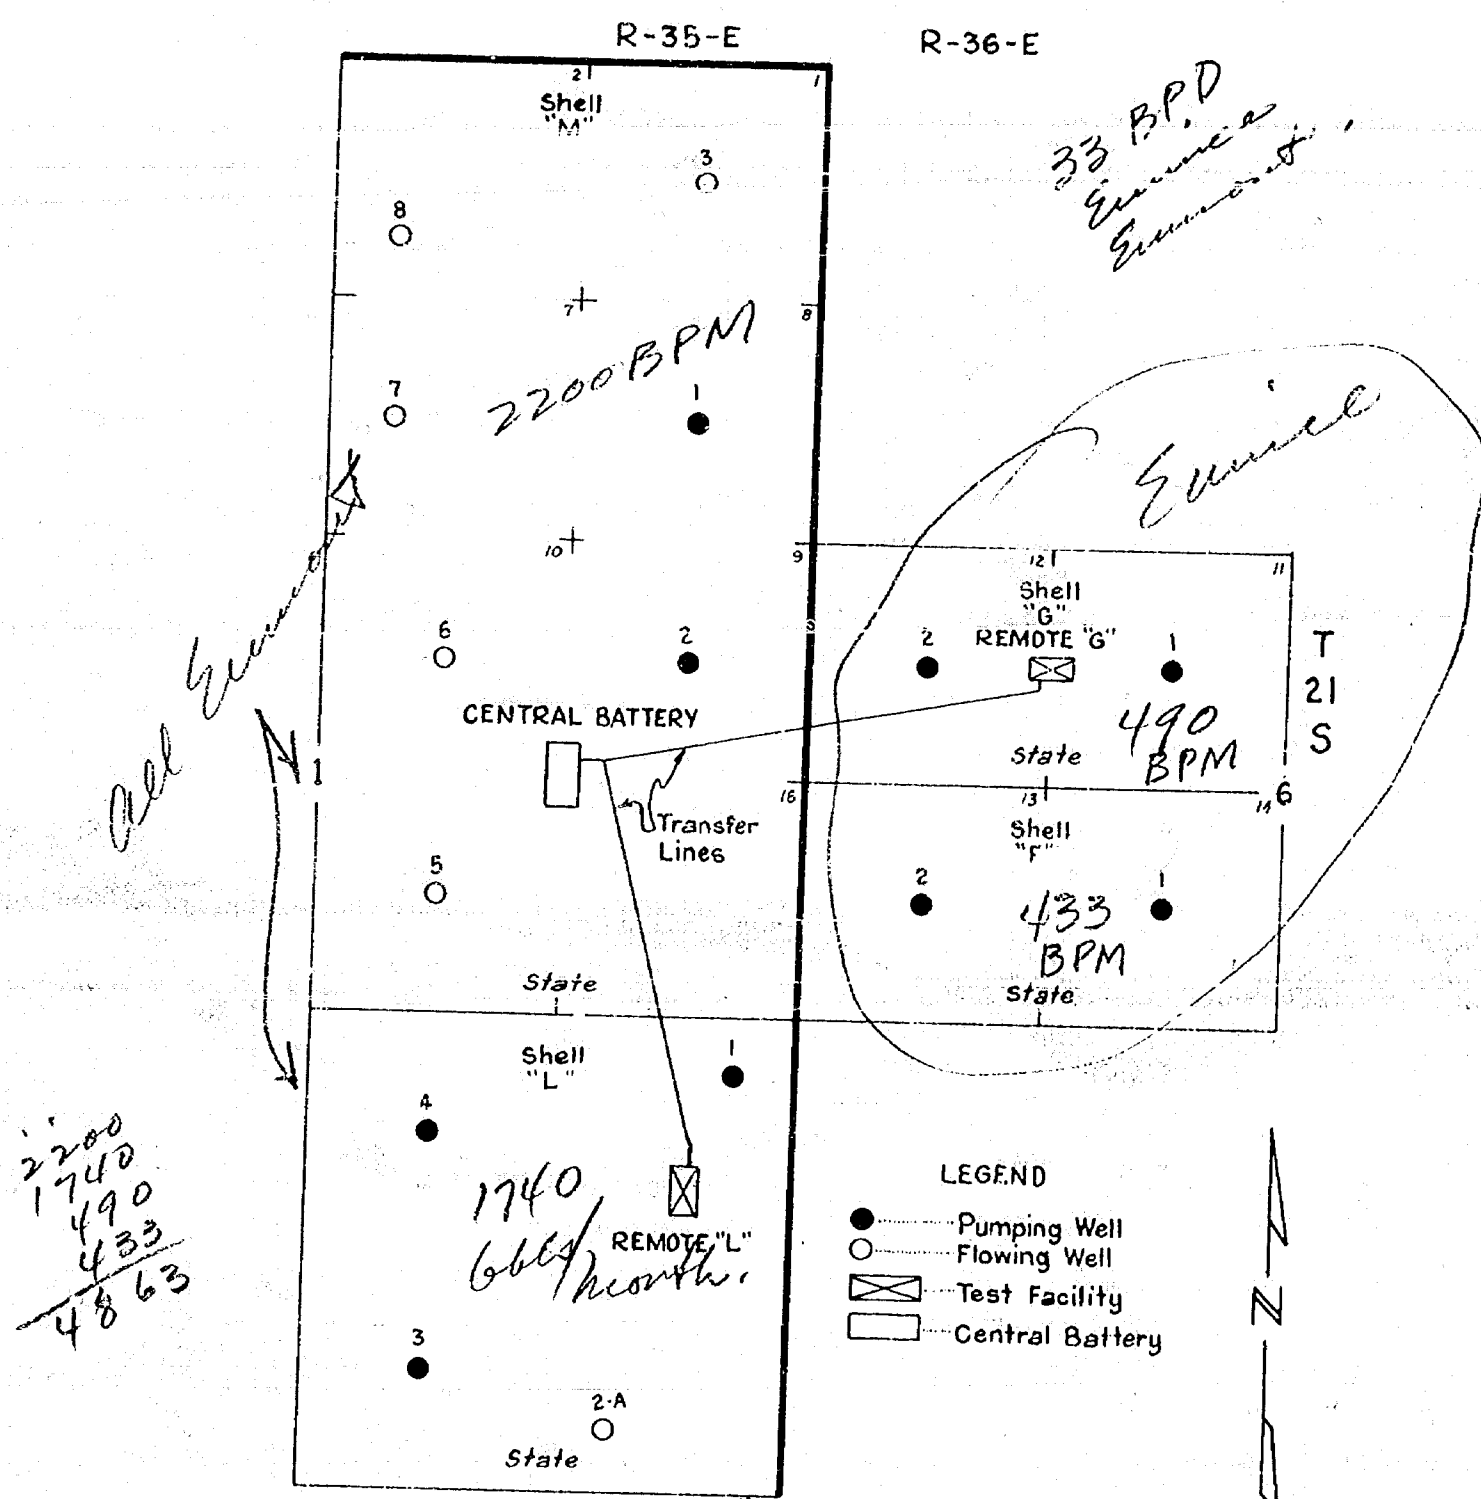 R-35-E
R-36-E
2
1
Shell
"M"
3
8
33 BPD
Eunice
Eumont
7
8
2200 BPM
7
1
Eunice
10
9
12
11
All Eumont
Shell
"G"
REMOTE "G"
6
2
2
1
T
21
S
CENTRAL BATTERY
490
BPM
State
1
16
13
14
6
Transfer
Lines
Shell
"F"
5
2
1
433
BPM
State
State
Shell
"L"
1
4
2200
1740
490
433
4863
1740
bbls/
month.
REMOTE "L"
3
2-A
State
LEGEND
Pumping Well
Flowing Well
Test Facility
Central Battery
N